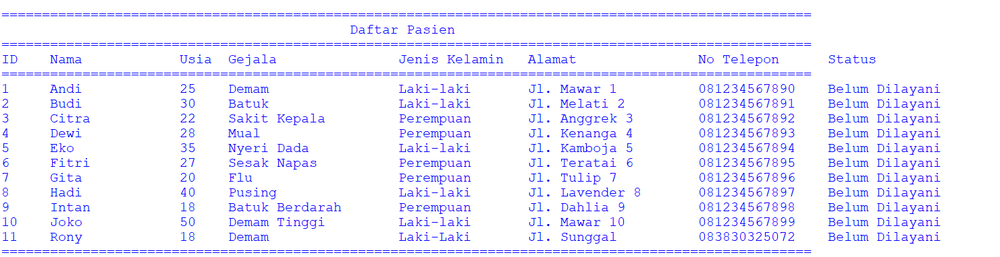 ====================================================================================================
Daftar Pasien
====================================================================================================
ID    Nama            Usia  Gejala               Jenis Kelamin   Alamat               No Telepon      Status
====================================================================================================
1     Andi            25    Demam                Laki-laki       Jl. Mawar 1          081234567890    Belum Dilayani
2     Budi            30    Batuk                Laki-laki       Jl. Melati 2         081234567891    Belum Dilayani
3     Citra           22    Sakit Kepala         Perempuan       Jl. Anggrek 3        081234567892    Belum Dilayani
4     Dewi            28    Mual                 Perempuan       Jl. Kenanga 4        081234567893    Belum Dilayani
5     Eko             35    Nyeri Dada           Laki-laki       Jl. Kamboja 5        081234567894    Belum Dilayani
6     Fitri           27    Sesak Napas          Perempuan       Jl. Teratai 6        081234567895    Belum Dilayani
7     Gita            20    Flu                  Perempuan       Jl. Tulip 7          081234567896    Belum Dilayani
8     Hadi            40    Pusing               Laki-laki       Jl. Lavender 8       081234567897    Belum Dilayani
9     Intan           18    Batuk Berdarah       Perempuan       Jl. Dahlia 9         081234567898    Belum Dilayani
10    Joko            50    Demam Tinggi         Laki-laki       Jl. Mawar 10         081234567899    Belum Dilayani
11    Rony            18    Demam                Laki-Laki       Jl. Sunggal          083830325072    Belum Dilayani
====================================================================================================